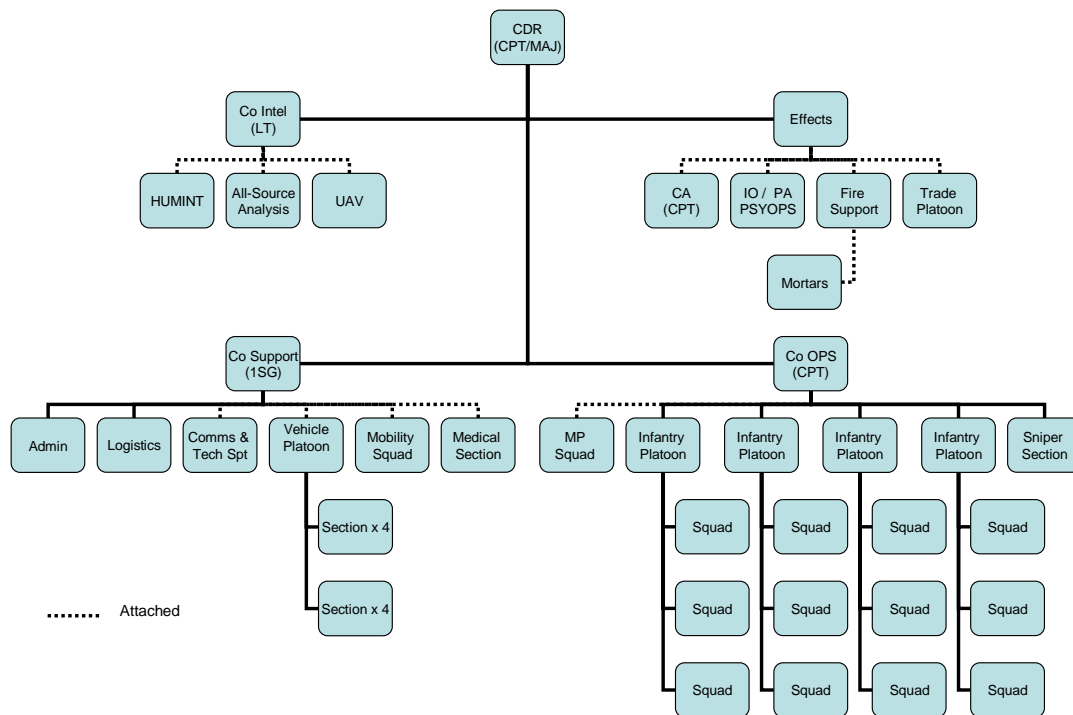 CDR
(CPT/MAJ)
Co Intel
(LT)
Effects
HUMINT
All-Source
Analysis
UAV
CA
(CPT)
IO / PA
PSYOPS
Fire
Support
Trade
Platoon
Mortars
Co Support
(1SG)
Co OPS
(CPT)
Admin
Logistics
Comms &
Tech Spt
Vehicle
Platoon
Mobility
Squad
Medical
Section
MP
Squad
Infantry
Platoon
Infantry
Platoon
Infantry
Platoon
Infantry
Platoon
Sniper
Section
Section x 4
Squad
Squad
Squad
Squad
Section x 4
Squad
Squad
Squad
Squad
Attached
Squad
Squad
Squad
Squad